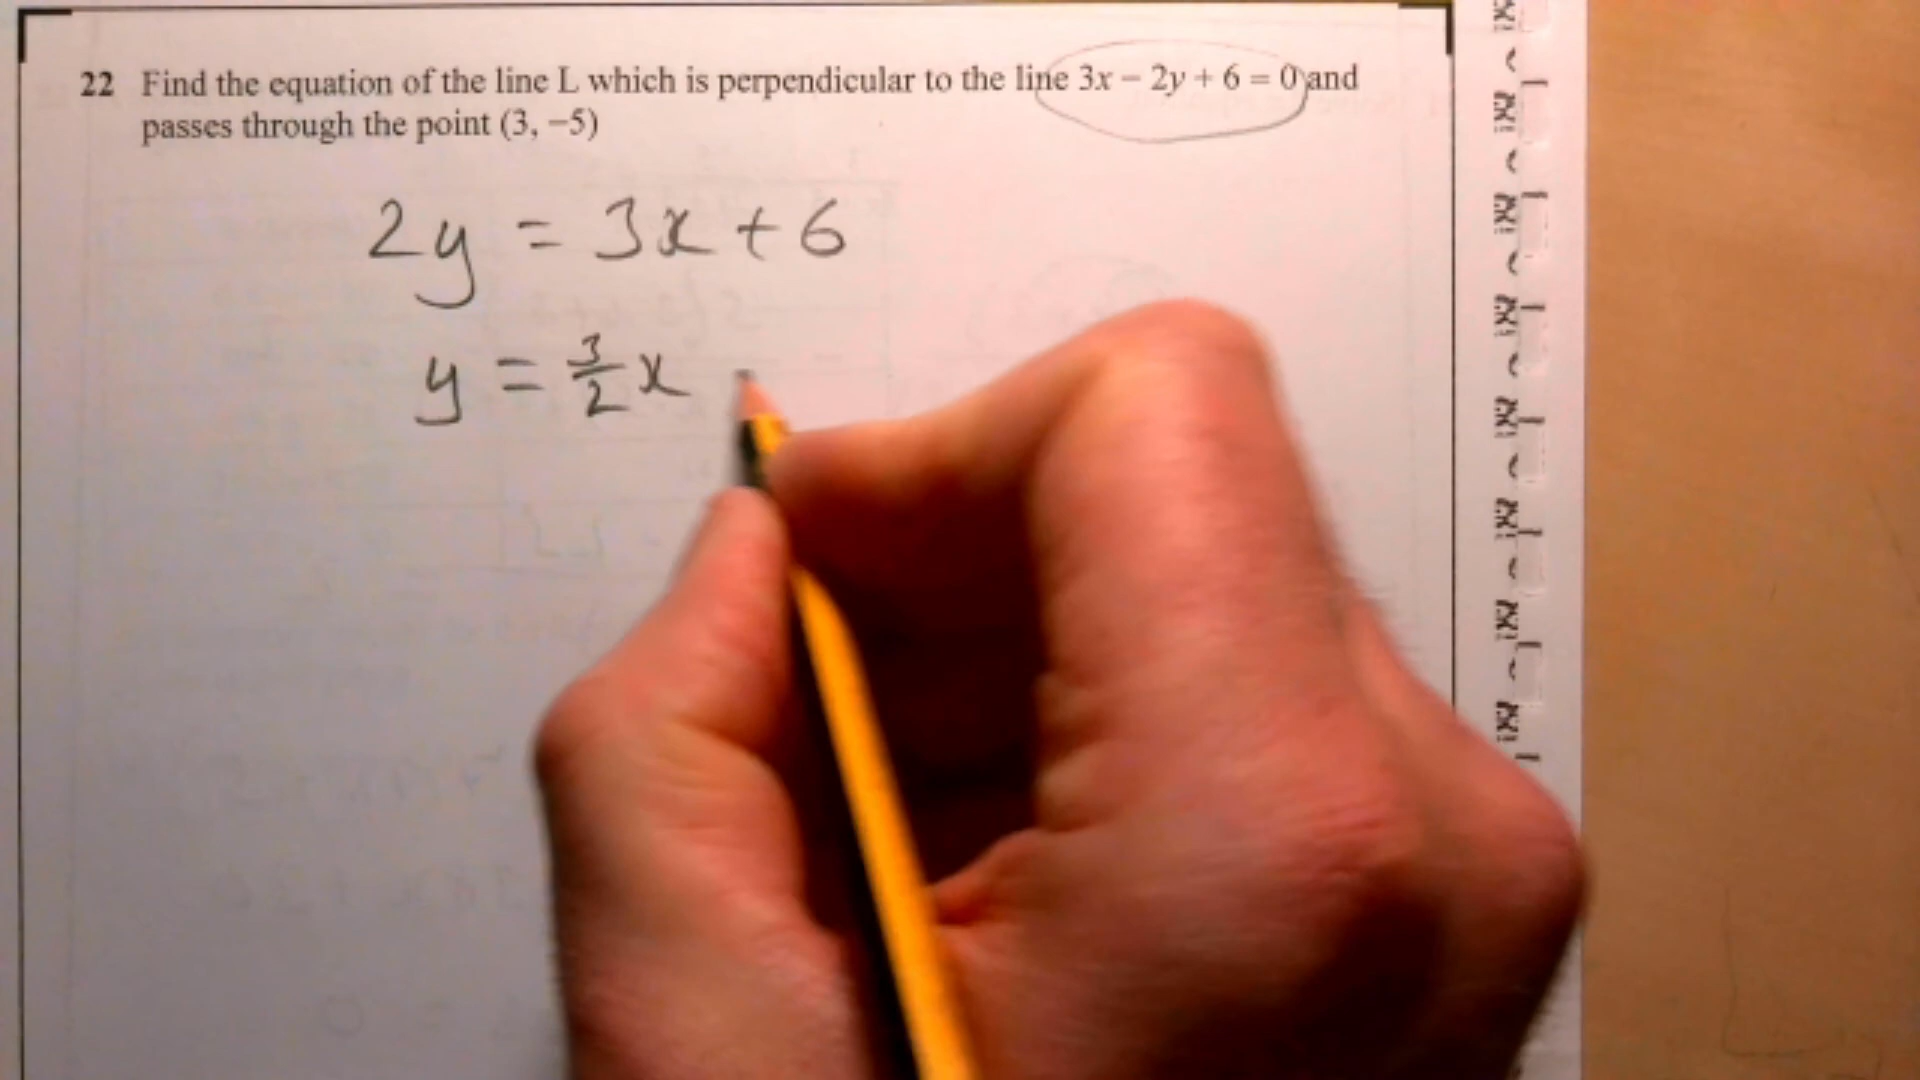 22 Find the equation of the line L which is perpendicular to the line 3x − 2y + 6 = 0 and
passes through the point (3, −5)
2y = 3x + 6
y = 3/2 x